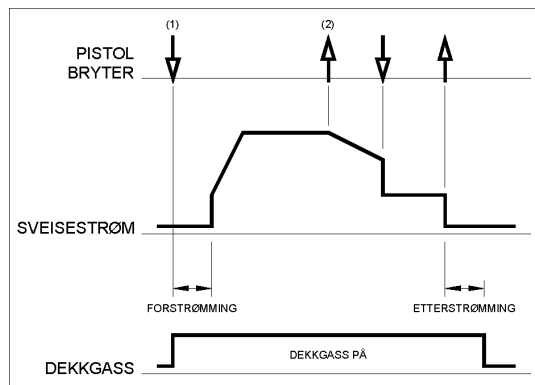 (1) (2)
PISTOL
BRYTER
SVEISESTRØM
FORSTRØMMING ETTERSTRØMMING
DEKKGASS PÅ
DEKKGASS